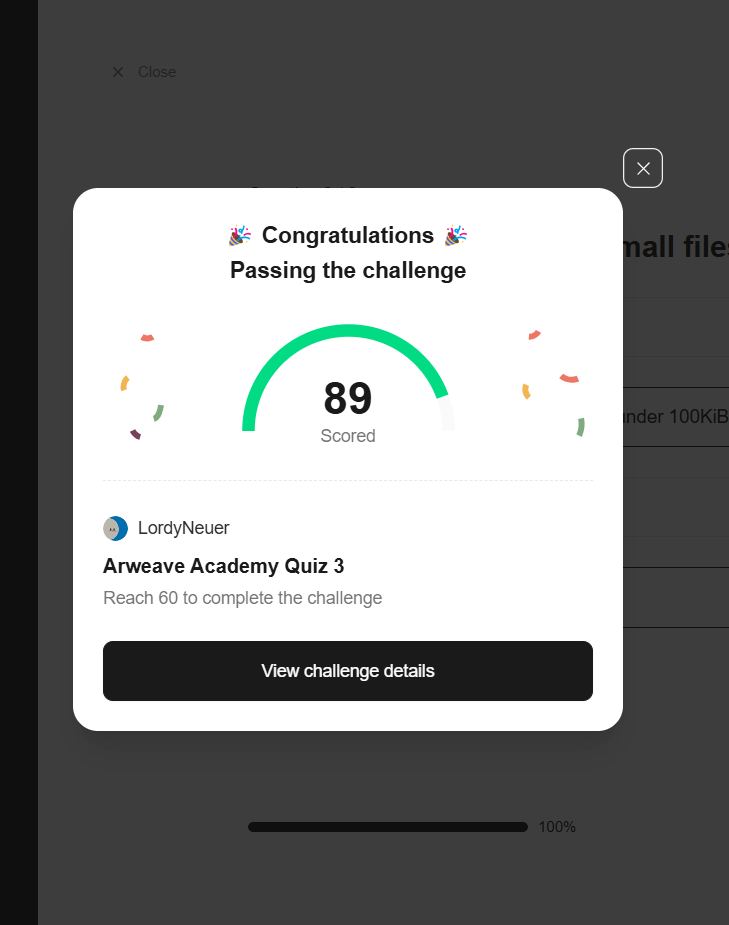 Close
🎉 Congratulations 🎉
Passing the challenge
mall files
89
Scored
under 100KiB
LordyNeuer
Arweave Academy Quiz 3
Reach 60 to complete the challenge
View challenge details
100%